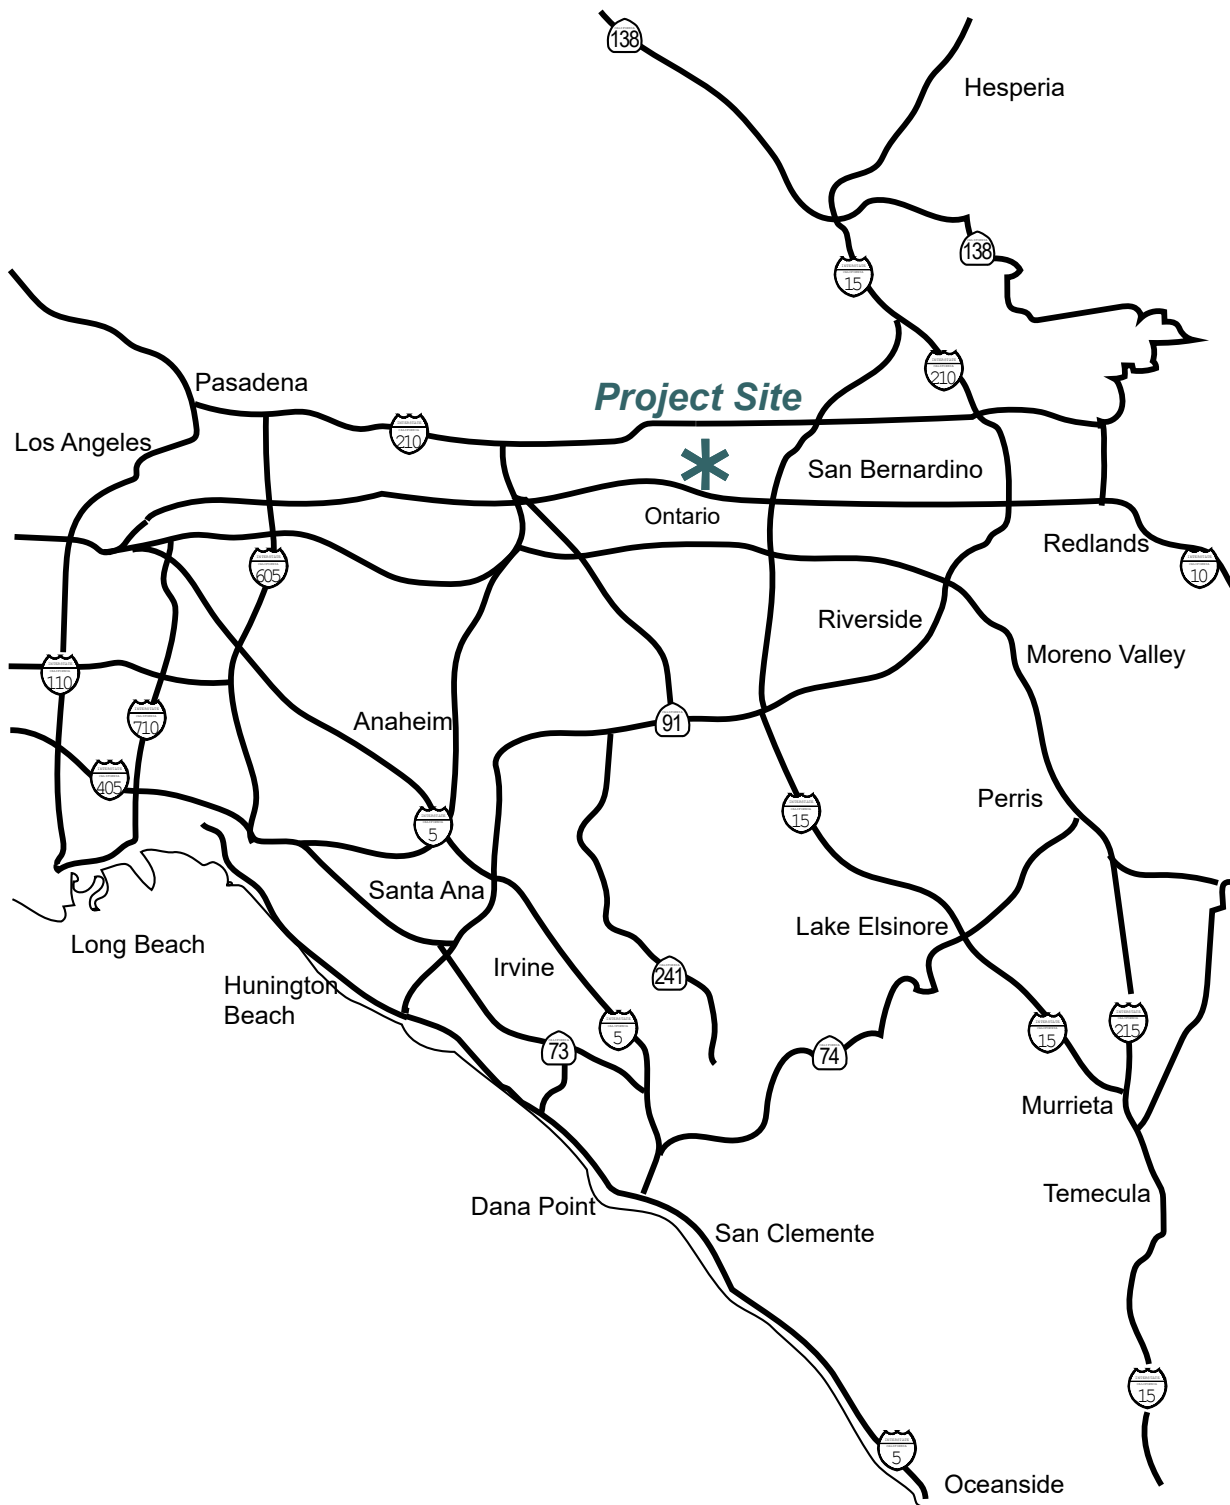 138
Hesperia
138
15
210
Pasadena
Project Site
210
Los Angeles
San Bernardino
Ontario
Redlands
605
10
Riverside
Moreno Valley
110
710
Anaheim
91
405
Perris
15
5
Santa Ana
Lake Elsinore
Long Beach
Irvine
241
Hunington
Beach
5
15
215
73
74
Murrieta
Temecula
Dana Point
San Clemente
15
5
Oceanside